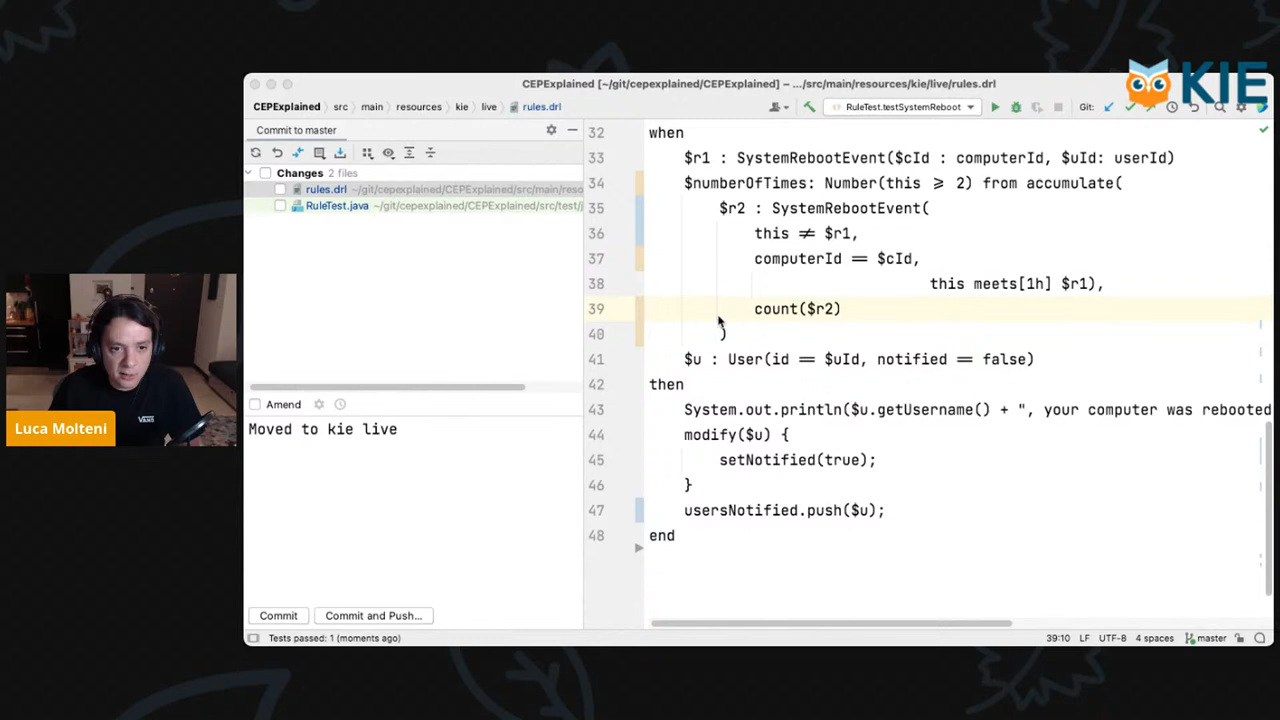 KIE
CEPExplained [~/git/cepexplained/CEPExplained] – .../src/main/resources/kie/live/rules.drl
CEPExplained src main resources kie live rules.drl RuleTest.testSystemReboot Git:
Commit to master
Changes 2 files
rules.drl ~/git/cepexplained/CEPExplained/src/main/reso
RuleTest.java ~/git/cepexplained/CEPExplained/src/test/j
Amend
Moved to kie live
Commit Commit and Push...
32 when
33 $r1 : SystemRebootEvent($cId : computerId, $uId: userId)
34 $numberOfTimes: Number(this ⩾ 2) from accumulate(
35 $r2 : SystemRebootEvent(
36 this ≠ $r1,
37 computerId == $cId,
38 this meets[1h] $r1),
39 count($r2)
40 )
41 $u : User(id == $uId, notified == false)
42 then
43 System.out.println($u.getUsername() + ", your computer was rebooted
44 modify($u) {
45 setNotified(true);
46 }
47 usersNotified.push($u);
48 end
Tests passed: 1 (moments ago) 39:10 LF UTF-8 4 spaces master
VANS
Luca Molteni